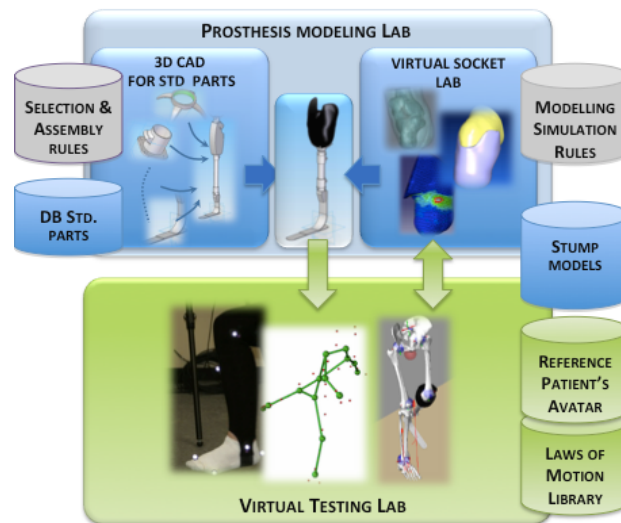 PROSTHESIS MODELING LAB
3D CAD
FOR STD PARTS
VIRTUAL SOCKET
LAB
SELECTION &
ASSEMBLY RULES
MODELLING
SIMULATION
RULES
DB STD.
PARTS
STUMP
MODELS
REFERENCE
PATIENT'S
AVATAR
LAWS OF
MOTION
LIBRARY
VIRTUAL TESTING LAB